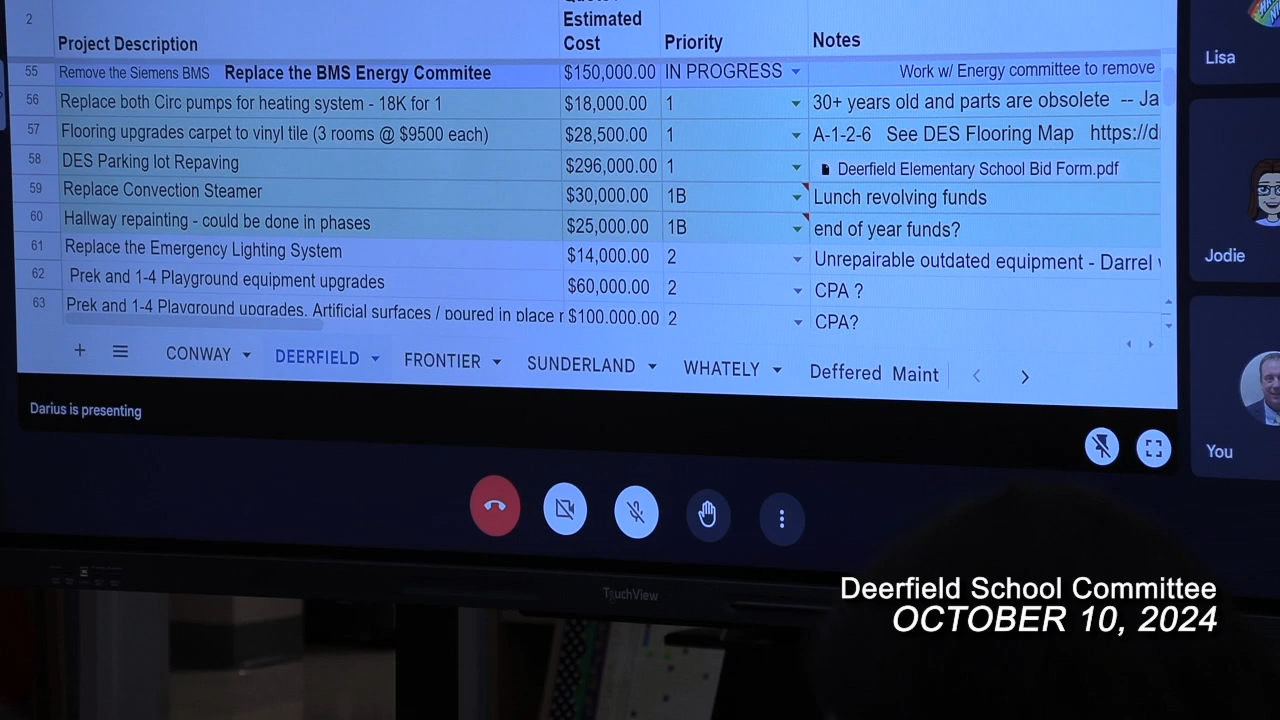 2 Project Description Estimated Cost Priority Notes
55 Remove the Siemens BMS Replace the BMS Energy Commitee $150,000.00 IN PROGRESS Work w/ Energy committee to remove
56 Replace both Circ pumps for heating system - 18K for 1 $18,000.00 1 30+ years old and parts are obsolete -- Ja
57 Flooring upgrades carpet to vinyl tile (3 rooms @ $9500 each) $28,500.00 1 A-1-2-6 See DES Flooring Map https://d
58 DES Parking lot Repaving $296,000.00 1 Deerfield Elementary School Bid Form.pdf
59 Replace Convection Steamer $30,000.00 1B Lunch revolving funds
60 Hallway repainting - could be done in phases $25,000.00 1B end of year funds?
61 Replace the Emergency Lighting System $14,000.00 2 Unrepairable outdated equipment - Darrel
62 Prek and 1-4 Playground equipment upgrades $60,000.00 2 CPA ?
63 Prek and 1-4 Playground upgrades. Artificial surfaces / poured in place $100.000.00 2 CPA?
+ CONWAY DEERFIELD FRONTIER SUNDERLAND WHATELY Deffered Maint
Darius is presenting
Lisa
Jodie
You
TouchView
Deerfield School Committee
OCTOBER 10, 2024